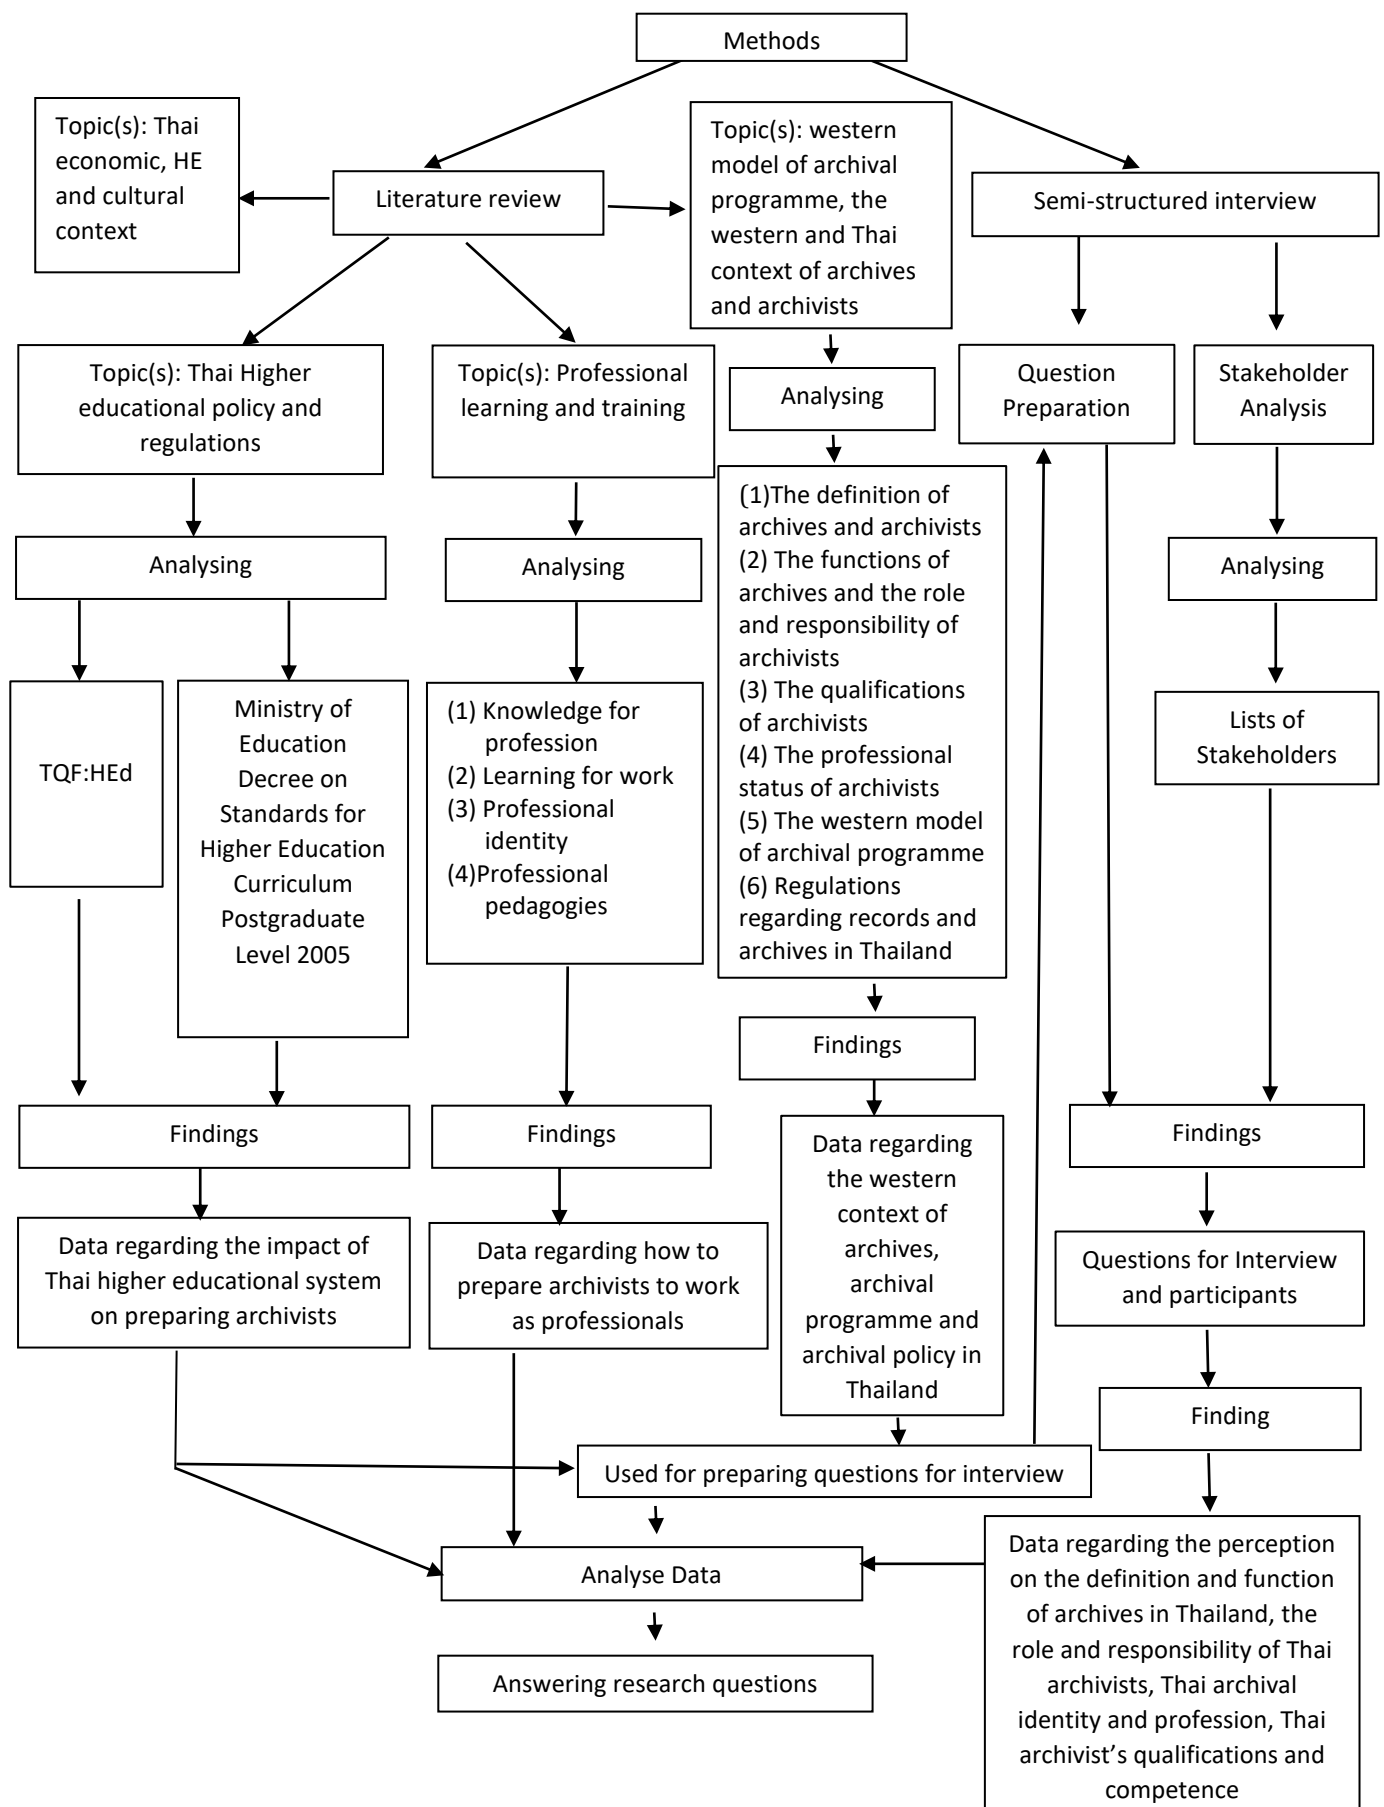 Methods
Topic(s): Thai
economic, HE
and cultural
context
Literature review
Topic(s): western
model of archival
programme, the
western and Thai
context of archives
and archivists
Semi-structured interview
Topic(s): Thai Higher
educational policy and
regulations
Topic(s): Professional
learning and training
Analysing
Question
Preparation
Stakeholder
Analysis
Analysing
Analysing
(1)The definition of
archives and archivists
(2) The functions of
archives and the role
and responsibility of
archivists
(3) The qualifications
of archivists
(4) The professional
status of archivists
(5) The western model
of archival programme
(6) Regulations
regarding records and
archives in Thailand
Analysing
TQF:HEd
Ministry of
Education
Decree on
Standards for
Higher Education
Curriculum
Postgraduate
Level 2005
(1) Knowledge for
profession
(2) Learning for work
(3) Professional
identity
(4)Professional
pedagogies
Lists of
Stakeholders
Findings
Findings
Findings
Findings
Data regarding the impact of
Thai higher educational system
on preparing archivists
Data regarding how to
prepare archivists to work
as professionals
Data regarding
the western
context of
archives,
archival
programme and
archival policy in
Thailand
Questions for Interview
and participants
Finding
Used for preparing questions for interview
Analyse Data
Data regarding the perception
on the definition and function
of archives in Thailand, the
role and responsibility of Thai
archivists, Thai archival
identity and profession, Thai
archivist’s qualifications and
competence
Answering research questions